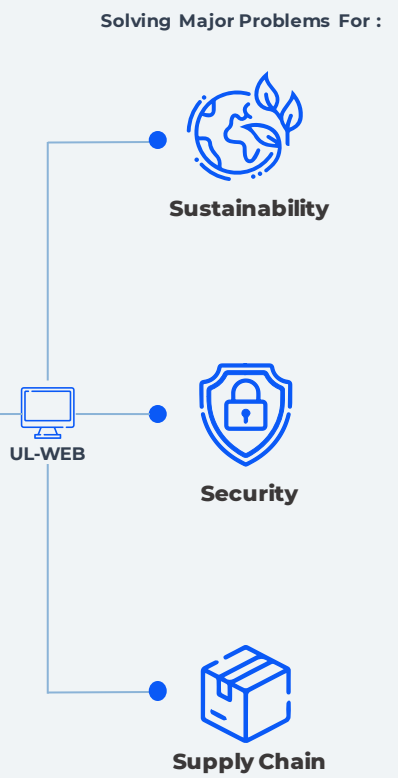 Solving Major Problems For :
Sustainability
UL-WEB
Security
Supply Chain